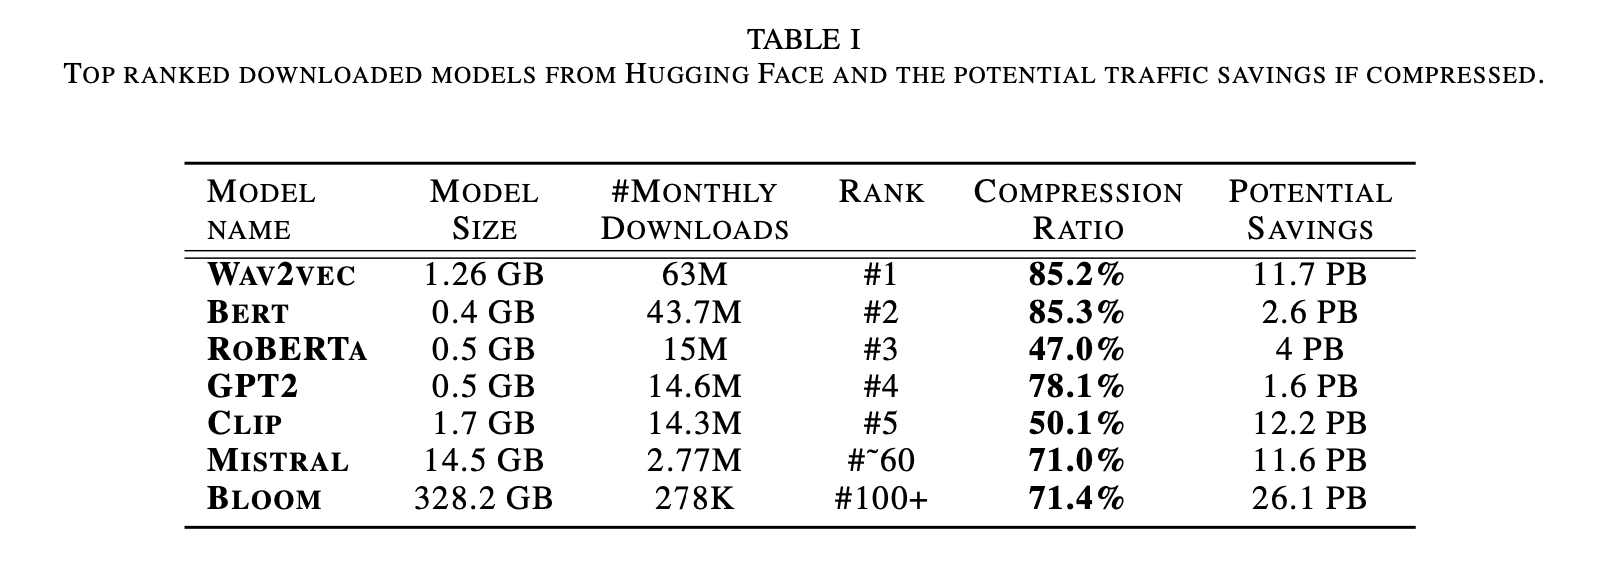 TABLE I
TOP RANKED DOWNLOADED MODELS FROM HUGGING FACE AND THE POTENTIAL TRAFFIC SAVINGS IF COMPRESSED.
MODEL NAME MODEL SIZE #MONTHLY DOWNLOADS RANK COMPRESSION RATIO POTENTIAL SAVINGS
WAV2VEC 1.26 GB 63M #1 85.2% 11.7 PB
BERT 0.4 GB 43.7M #2 85.3% 2.6 PB
ROBERTA 0.5 GB 15M #3 47.0% 4 PB
GPT2 0.5 GB 14.6M #4 78.1% 1.6 PB
CLIP 1.7 GB 14.3M #5 50.1% 12.2 PB
MISTRAL 14.5 GB 2.77M #~60 71.0% 11.6 PB
BLOOM 328.2 GB 278K #100+ 71.4% 26.1 PB